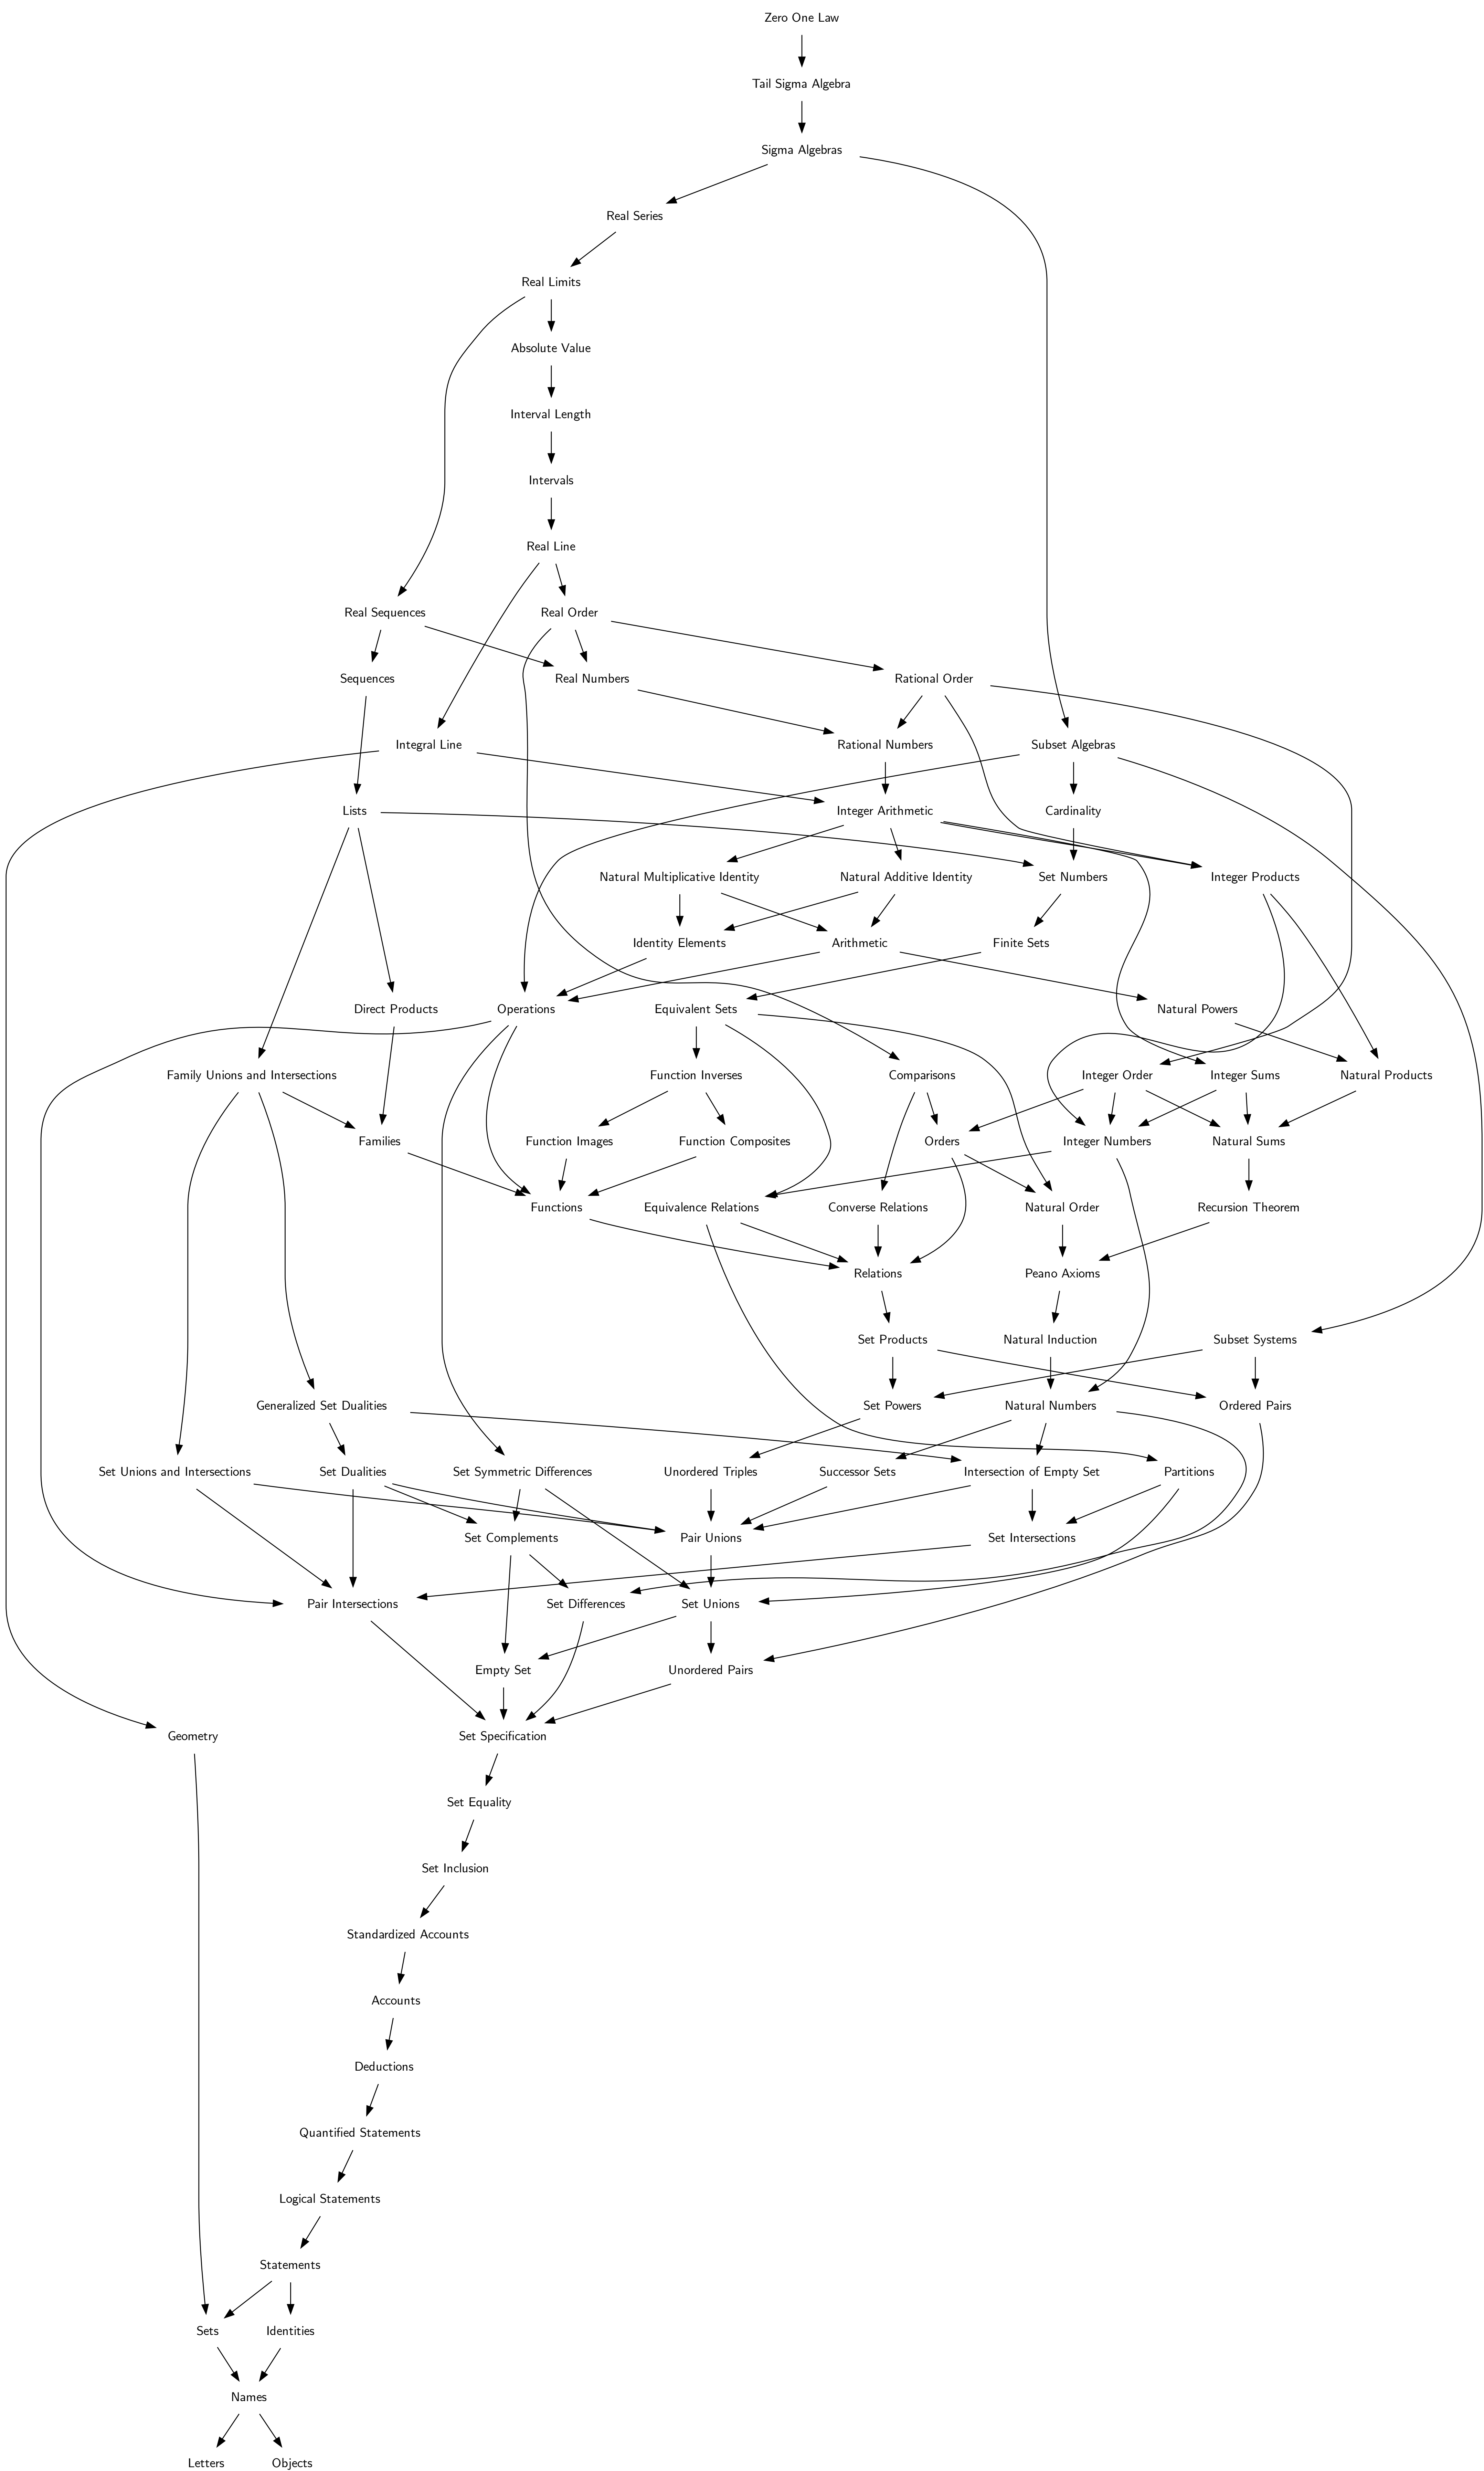 Zero One Law
Tail Sigma Algebra
Sigma Algebras
Real Series
Real Limits
Absolute Value
Interval Length
Intervals
Real Line
Real Sequences
Real Order
Sequences
Real Numbers
Rational Order
Integral Line
Rational Numbers
Subset Algebras
Lists
Integer Arithmetic
Cardinality
Natural Multiplicative Identity
Natural Additive Identity
Set Numbers
Integer Products
Identity Elements
Arithmetic
Finite Sets
Direct Products
Operations
Equivalent Sets
Natural Powers
Family Unions and Intersections
Function Inverses
Comparisons
Integer Order
Integer Sums
Natural Products
Families
Function Images
Function Composites
Orders
Integer Numbers
Natural Sums
Functions
Equivalence Relations
Converse Relations
Natural Order
Recursion Theorem
Relations
Peano Axioms
Set Products
Natural Induction
Subset Systems
Generalized Set Dualities
Set Powers
Natural Numbers
Ordered Pairs
Set Unions and Intersections
Set Dualities
Set Symmetric Differences
Unordered Triples
Successor Sets
Intersection of Empty Set
Partitions
Set Complements
Pair Unions
Set Intersections
Pair Intersections
Set Differences
Set Unions
Empty Set
Unordered Pairs
Geometry
Set Specification
Set Equality
Set Inclusion
Standardized Accounts
Accounts
Deductions
Quantified Statements
Logical Statements
Statements
Sets
Identities
Names
Letters
Objects